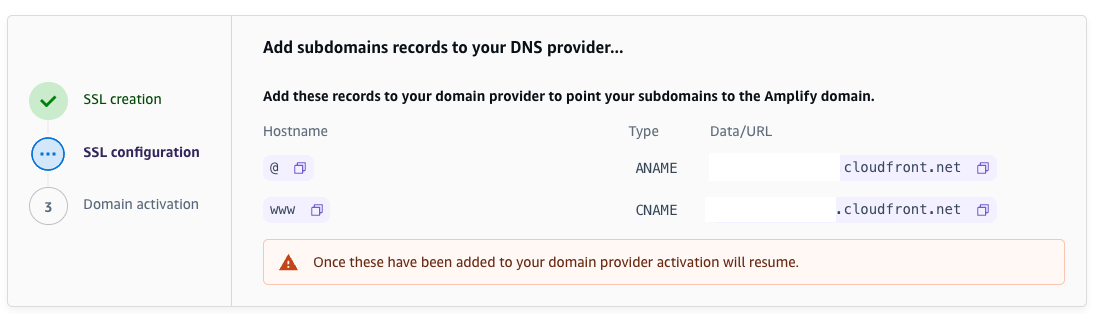 Add subdomains records to your DNS provider...
SSL creation
Add these records to your domain provider to point your subdomains to the Amplify domain.
Hostname Type Data/URL
SSL configuration
@ ANAME cloudfront.net
3 Domain activation
www CNAME .cloudfront.net
Once these have been added to your domain provider activation will resume.